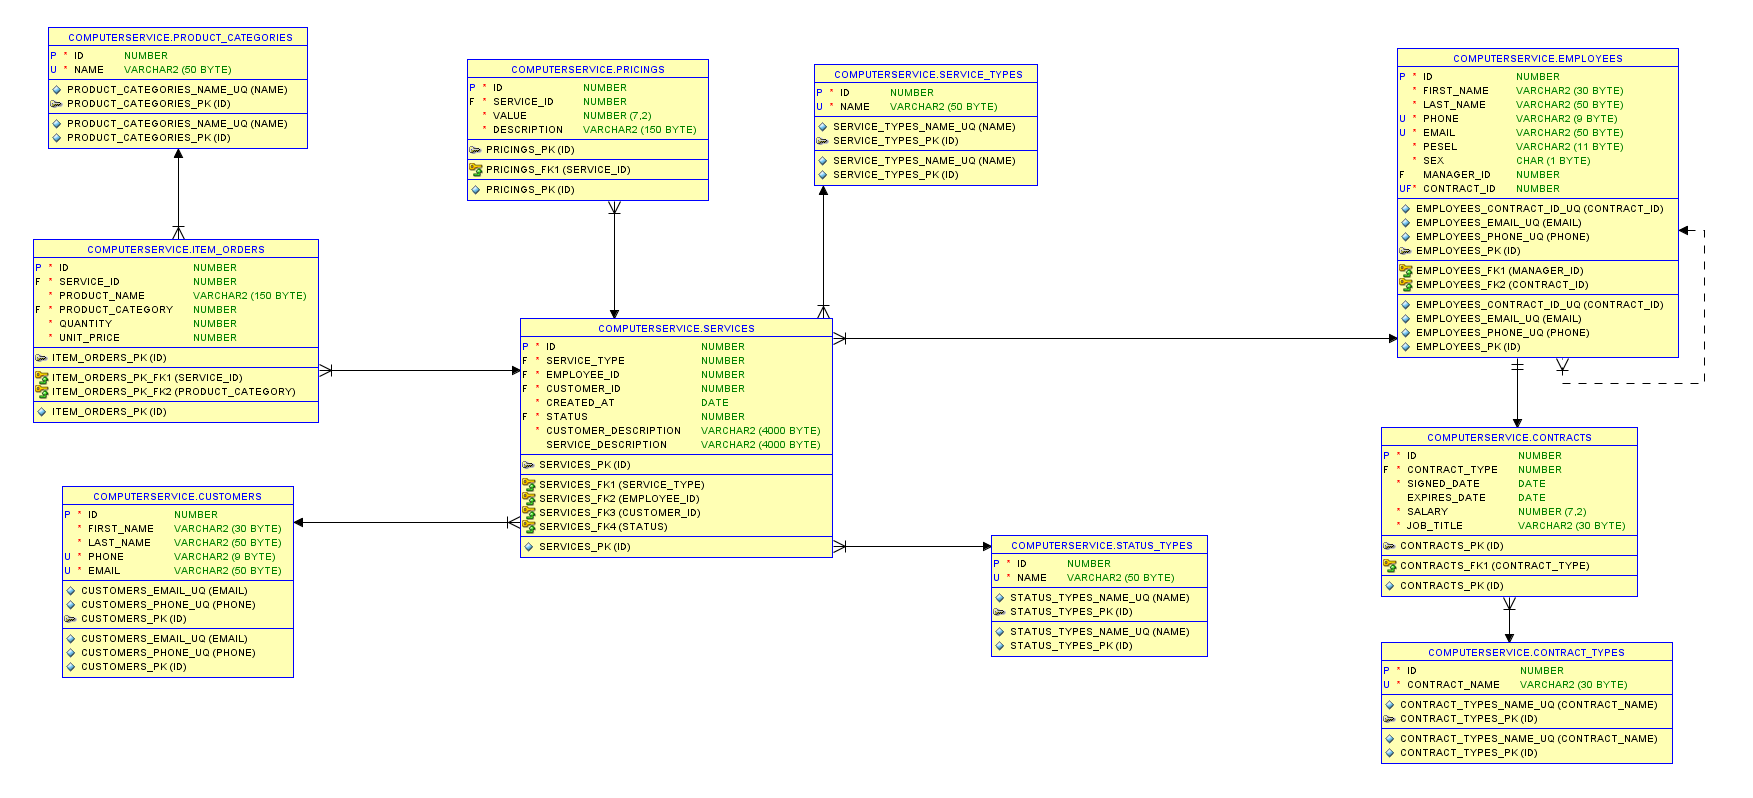 COMPUTERSERVICE.PRODUCT_CATEGORIES
P * ID NUMBER
U * NAME VARCHAR2 (50 BYTE)
PRODUCT_CATEGORIES_NAME_UQ (NAME)
PRODUCT_CATEGORIES_PK (ID)
PRODUCT_CATEGORIES_NAME_UQ (NAME)
PRODUCT_CATEGORIES_PK (ID)
COMPUTERSERVICE.PRICINGS
P * ID NUMBER
F * SERVICE_ID NUMBER
* VALUE NUMBER (7,2)
* DESCRIPTION VARCHAR2 (150 BYTE)
PRICINGS_PK (ID)
PRICINGS_FK1 (SERVICE_ID)
PRICINGS_PK (ID)
COMPUTERSERVICE.SERVICE_TYPES
P * ID NUMBER
U * NAME VARCHAR2 (50 BYTE)
SERVICE_TYPES_NAME_UQ (NAME)
SERVICE_TYPES_PK (ID)
SERVICE_TYPES_NAME_UQ (NAME)
SERVICE_TYPES_PK (ID)
COMPUTERSERVICE.EMPLOYEES
P * ID NUMBER
* FIRST_NAME VARCHAR2 (30 BYTE)
* LAST_NAME VARCHAR2 (50 BYTE)
U * PHONE VARCHAR2 (9 BYTE)
U * EMAIL VARCHAR2 (50 BYTE)
* PESEL VARCHAR2 (11 BYTE)
* SEX CHAR (1 BYTE)
F MANAGER_ID NUMBER
UF* CONTRACT_ID NUMBER
EMPLOYEES_CONTRACT_ID_UQ (CONTRACT_ID)
EMPLOYEES_EMAIL_UQ (EMAIL)
EMPLOYEES_PHONE_UQ (PHONE)
EMPLOYEES_PK (ID)
EMPLOYEES_FK1 (MANAGER_ID)
EMPLOYEES_FK2 (CONTRACT_ID)
EMPLOYEES_CONTRACT_ID_UQ (CONTRACT_ID)
EMPLOYEES_EMAIL_UQ (EMAIL)
EMPLOYEES_PHONE_UQ (PHONE)
EMPLOYEES_PK (ID)
COMPUTERSERVICE.ITEM_ORDERS
P * ID NUMBER
F * SERVICE_ID NUMBER
* PRODUCT_NAME VARCHAR2 (150 BYTE)
F * PRODUCT_CATEGORY NUMBER
* QUANTITY NUMBER
* UNIT_PRICE NUMBER
ITEM_ORDERS_PK (ID)
ITEM_ORDERS_PK_FK1 (SERVICE_ID)
ITEM_ORDERS_PK_FK2 (PRODUCT_CATEGORY)
ITEM_ORDERS_PK (ID)
COMPUTERSERVICE.SERVICES
P * ID NUMBER
F * SERVICE_TYPE NUMBER
F * EMPLOYEE_ID NUMBER
F * CUSTOMER_ID NUMBER
* CREATED_AT DATE
F * STATUS NUMBER
* CUSTOMER_DESCRIPTION VARCHAR2 (4000 BYTE)
SERVICE_DESCRIPTION VARCHAR2 (4000 BYTE)
SERVICES_PK (ID)
SERVICES_FK1 (SERVICE_TYPE)
SERVICES_FK2 (EMPLOYEE_ID)
SERVICES_FK3 (CUSTOMER_ID)
SERVICES_FK4 (STATUS)
SERVICES_PK (ID)
COMPUTERSERVICE.CUSTOMERS
P * ID NUMBER
* FIRST_NAME VARCHAR2 (30 BYTE)
* LAST_NAME VARCHAR2 (50 BYTE)
U * PHONE VARCHAR2 (9 BYTE)
U * EMAIL VARCHAR2 (50 BYTE)
CUSTOMERS_EMAIL_UQ (EMAIL)
CUSTOMERS_PHONE_UQ (PHONE)
CUSTOMERS_PK (ID)
CUSTOMERS_EMAIL_UQ (EMAIL)
CUSTOMERS_PHONE_UQ (PHONE)
CUSTOMERS_PK (ID)
COMPUTERSERVICE.STATUS_TYPES
P * ID NUMBER
U * NAME VARCHAR2 (50 BYTE)
STATUS_TYPES_NAME_UQ (NAME)
STATUS_TYPES_PK (ID)
STATUS_TYPES_NAME_UQ (NAME)
STATUS_TYPES_PK (ID)
COMPUTERSERVICE.CONTRACTS
P * ID NUMBER
F * CONTRACT_TYPE NUMBER
* SIGNED_DATE DATE
EXPIRES_DATE DATE
* SALARY NUMBER (7,2)
* JOB_TITLE VARCHAR2 (30 BYTE)
CONTRACTS_PK (ID)
CONTRACTS_FK1 (CONTRACT_TYPE)
CONTRACTS_PK (ID)
COMPUTERSERVICE.CONTRACT_TYPES
P * ID NUMBER
U * CONTRACT_NAME VARCHAR2 (30 BYTE)
CONTRACT_TYPES_NAME_UQ (CONTRACT_NAME)
CONTRACT_TYPES_PK (ID)
CONTRACT_TYPES_NAME_UQ (CONTRACT_NAME)
CONTRACT_TYPES_PK (ID)